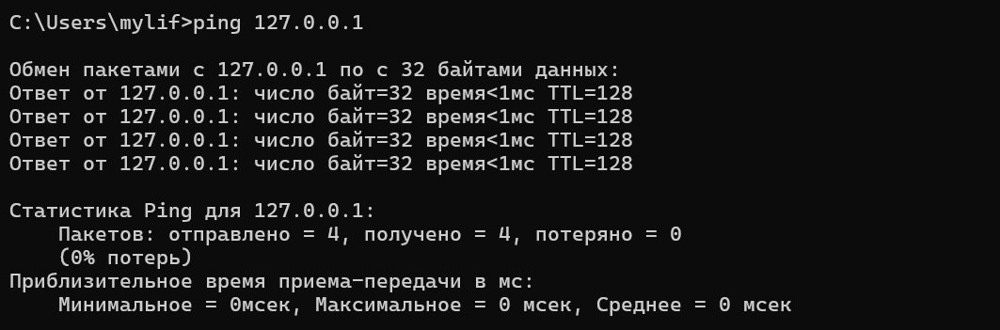 C:\Users\mylif>ping 127.0.0.1
Обмен пакетами с 127.0.0.1 по с 32 байтами данных:
Ответ от 127.0.0.1: число байт=32 время<1мс TTL=128
Ответ от 127.0.0.1: число байт=32 время<1мс TTL=128
Ответ от 127.0.0.1: число байт=32 время<1мс TTL=128
Ответ от 127.0.0.1: число байт=32 время<1мс TTL=128
Статистика Ping для 127.0.0.1:
Пакетов: отправлено = 4, получено = 4, потеряно = 0
(0% потерь)
Приблизительное время приема-передачи в мс:
Минимальное = 0мсек, Максимальное = 0 мсек, Среднее = 0 мсек